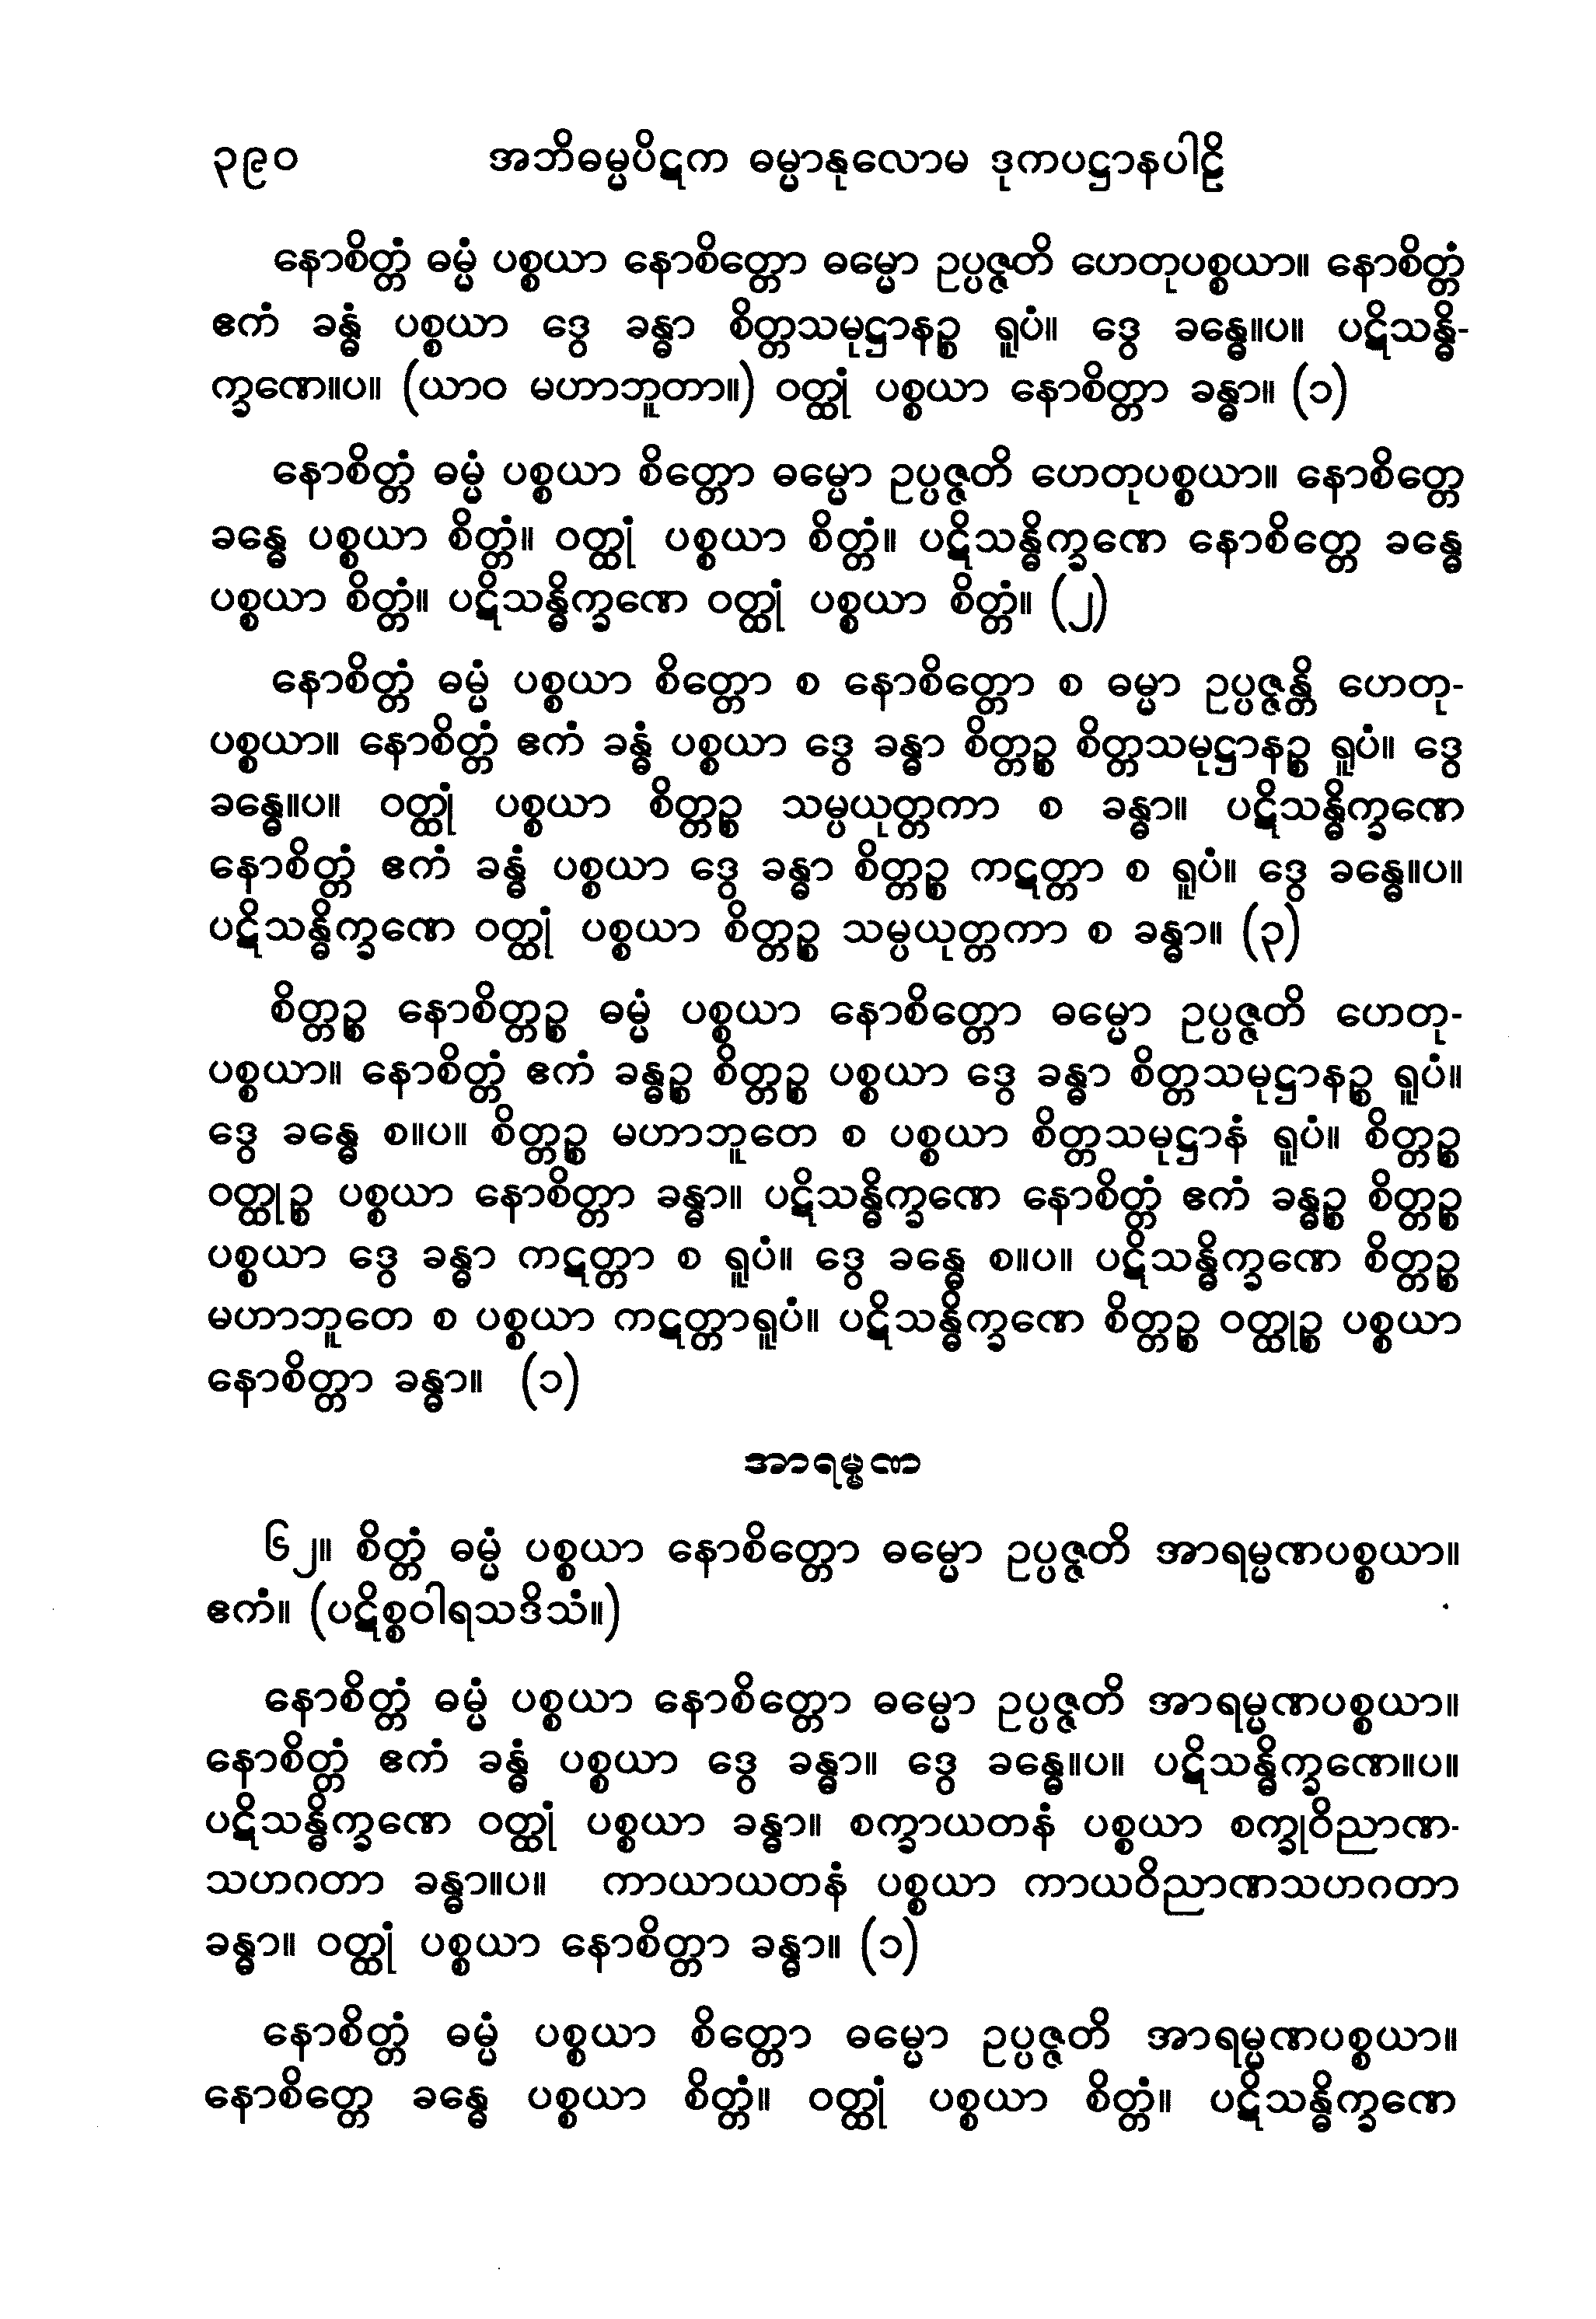 ၃၉၀ အဘိဓမ္မပိဋက ဓမ္မာနုလောမ ဒုကပဋ္ဌာနပါဠိ
နောစိတ္တံ ဓမ္မံ ပစ္စယာ နောစိတ္တော ဓမ္မော ဥပ္ပဇ္ဇတိ ဟေတုပစ္စယာ။ နောစိတ္တံ
ဧကံ ခန္ဓံ ပစ္စယာ ဒွေ ခန္ဓာ စိတ္တသမုဋ္ဌာနဉ္စ ရူပံ။ ဒွေ ခန္ဓေ။ပ။ ပဋိသန္ဓိ-
က္ခဏေ။ပ။ (ယာဝ မဟာဘူတာ။) ဝတ္ထုံ ပစ္စယာ နောစိတ္တာ ခန္ဓာ။ (၁)
နောစိတ္တံ ဓမ္မံ ပစ္စယာ စိတ္တော ဓမ္မော ဥပ္ပဇ္ဇတိ ဟေတုပစ္စယာ။ နောစိတ္တေ
ခန္ဓေ ပစ္စယာ စိတ္တံ။ ဝတ္ထုံ ပစ္စယာ စိတ္တံ။ ပဋိသန္ဓိက္ခဏေ နောစိတ္တေ ခန္ဓေ
ပစ္စယာ စိတ္တံ။ ပဋိသန္ဓိက္ခဏေ ဝတ္ထုံ ပစ္စယာ စိတ္တံ။ (၂)
နောစိတ္တံ ဓမ္မံ ပစ္စယာ စိတ္တော စ နောစိတ္တော စ ဓမ္မာ ဥပ္ပဇ္ဇန္တိ ဟေတု-
ပစ္စယာ။ နောစိတ္တံ ဧကံ ခန္ဓံ ပစ္စယာ ဒွေ ခန္ဓာ စိတ္တဉ္စ စိတ္တသမုဋ္ဌာနဉ္စ ရူပံ။ ဒွေ
ခန္ဓေ။ပ။ ဝတ္ထုံ ပစ္စယာ စိတ္တဉ္စ သမ္ပယုတ္တကာ စ ခန္ဓာ။ ပဋိသန္ဓိက္ခဏေ
နောစိတ္တံ ဧကံ ခန္ဓံ ပစ္စယာ ဒွေ ခန္ဓာ စိတ္တဉ္စ ကဋတ္တာ စ ရူပံ။ ဒွေ ခန္ဓေ။ပ။
ပဋိသန္ဓိက္ခဏေ ဝတ္ထုံ ပစ္စယာ စိတ္တဉ္စ သမ္ပယုတ္တကာ စ ခန္ဓာ။ (၃)
စိတ္တဉ္စ နောစိတ္တဉ္စ ဓမ္မံ ပစ္စယာ နောစိတ္တော ဓမ္မော ဥပ္ပဇ္ဇတိ ဟေတု-
ပစ္စယာ။ နောစိတ္တံ ဧကံ ခန္ဓဉ္စ စိတ္တဉ္စ ပစ္စယာ ဒွေ ခန္ဓာ စိတ္တသမုဋ္ဌာနဉ္စ ရူပံ။
ဒွေ ခန္ဓေ စ။ပ။ စိတ္တဉ္စ မဟာဘူတေ စ ပစ္စယာ စိတ္တသမုဋ္ဌာနံ ရူပံ။ စိတ္တဉ္စ
ဝတ္ထုဉ္စ ပစ္စယာ နောစိတ္တာ ခန္ဓာ။ ပဋိသန္ဓိက္ခဏေ နောစိတ္တံ ဧကံ ခန္ဓဉ္စ စိတ္တဉ္စ
ပစ္စယာ ဒွေ ခန္ဓာ ကဋတ္တာ စ ရူပံ။ ဒွေ ခန္ဓေ စ။ပ။ ပဋိသန္ဓိက္ခဏေ စိတ္တဉ္စ
မဟာဘူတေ စ ပစ္စယာ ကဋတ္တာရူပံ။ ပဋိသန္ဓိက္ခဏေ စိတ္တဉ္စ ဝတ္ထုဉ္စ ပစ္စယာ
နောစိတ္တာ ခန္ဓာ။ (၁)
အာရမ္မဏ
၆၂။ စိတ္တံ ဓမ္မံ ပစ္စယာ နောစိတ္တော ဓမ္မော ဥပ္ပဇ္ဇတိ အာရမ္မဏပစ္စယာ။
ဧကံ။ (ပဋိစ္စဝါရသဒိသံ။)
နောစိတ္တံ ဓမ္မံ ပစ္စယာ နောစိတ္တော ဓမ္မော ဥပ္ပဇ္ဇတိ အာရမ္မဏပစ္စယာ။
နောစိတ္တံ ဧကံ ခန္ဓံ ပစ္စယာ ဒွေ ခန္ဓာ။ ဒွေ ခန္ဓေ။ပ။ ပဋိသန္ဓိက္ခဏေ။ပ။
ပဋိသန္ဓိက္ခဏေ ဝတ္ထုံ ပစ္စယာ ခန္ဓာ။ စက္ခာယတနံ ပစ္စယာ စက္ခုဝိညာဏ-
သဟဂတာ ခန္ဓာ။ပ။ ကာယာယတနံ ပစ္စယာ ကာယဝိညာဏသဟဂတာ
ခန္ဓာ။ ဝတ္ထုံ ပစ္စယာ နောစိတ္တာ ခန္ဓာ။ (၁)
နောစိတ္တံ ဓမ္မံ ပစ္စယာ စိတ္တော ဓမ္မော ဥပ္ပဇ္ဇတိ အာရမ္မဏပစ္စယာ။
နောစိတ္တေ ခန္ဓေ ပစ္စယာ စိတ္တံ။ ဝတ္ထုံ ပစ္စယာ စိတ္တံ။ ပဋိသန္ဓိက္ခဏေ